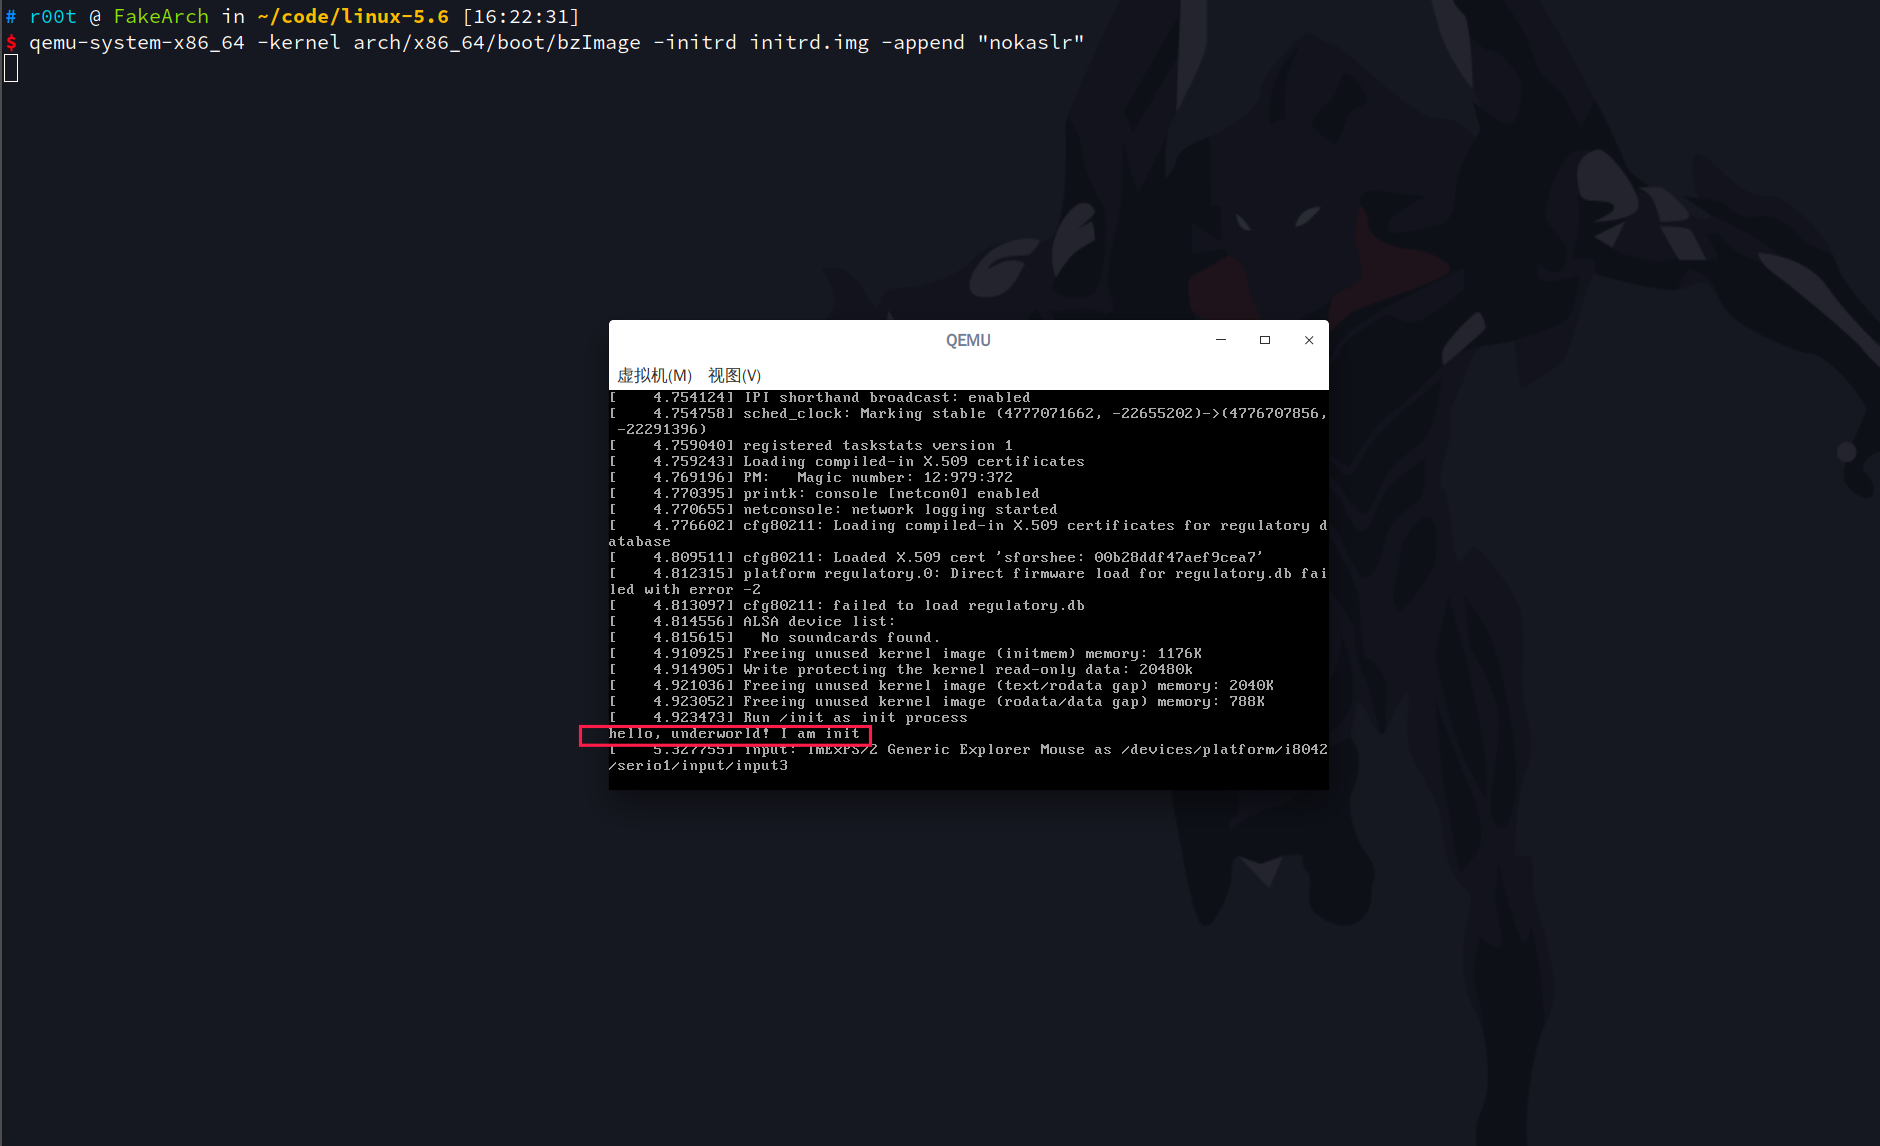 # r00t @ FakeArch in ~/code/linux-5.6 [16:22:31]
$ qemu-system-x86_64 -kernel arch/x86_64/boot/bzImage -initrd initrd.img -append "nokaslr"
QEMU
虚拟机(M) 视图(V)
[    4.754124] IPI shorthand broadcast: enabled
[    4.754758] sched_clock: Marking stable (4777071662, -22655202)->(4776707856,
 -22291396)
[    4.759040] registered taskstats version 1
[    4.759243] Loading compiled-in X.509 certificates
[    4.769196] PM:   Magic number: 12:979:372
[    4.770395] printk: console [netcon0] enabled
[    4.770655] netconsole: network logging started
[    4.776602] cfg80211: Loading compiled-in X.509 certificates for regulatory d
atabase
[    4.809511] cfg80211: Loaded X.509 cert 'sforshee: 00b28ddf47aef9cea7'
[    4.812315] platform regulatory.0: Direct firmware load for regulatory.db fai
led with error -2
[    4.813097] cfg80211: failed to load regulatory.db
[    4.814556] ALSA device list:
[    4.815615]   No soundcards found.
[    4.910925] Freeing unused kernel image (initmem) memory: 1176K
[    4.914905] Write protecting the kernel read-only data: 20480k
[    4.921036] Freeing unused kernel image (text/rodata gap) memory: 2040K
[    4.923052] Freeing unused kernel image (rodata/data gap) memory: 788K
[    4.923473] Run /init as init process
hello, underworld! I am init
[    5.327755] input: ImExPS/2 Generic Explorer Mouse as /devices/platform/i8042
/serio1/input/input3